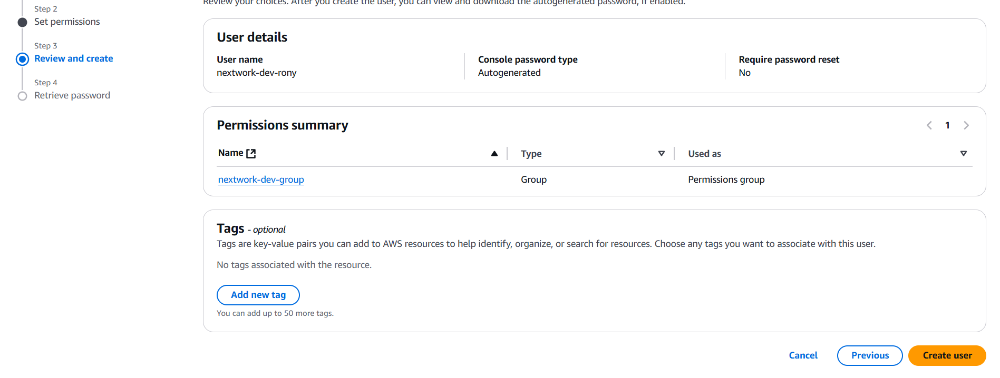 Review your choices. After you create the user, you can view and download the autogenerated password, if enabled.
Step 2
Set permissions
Step 3
Review and create
Step 4
Retrieve password
User details
User name
nextwork-dev-rony
Console password type
Autogenerated
Require password reset
No
Permissions summary
1
Name
Type
Used as
nextwork-dev-group
Group
Permissions group
Tags - optional
Tags are key-value pairs you can add to AWS resources to help identify, organize, or search for resources. Choose any tags you want to associate with this user.
No tags associated with the resource.
Add new tag
You can add up to 50 more tags.
Cancel
Previous
Create user